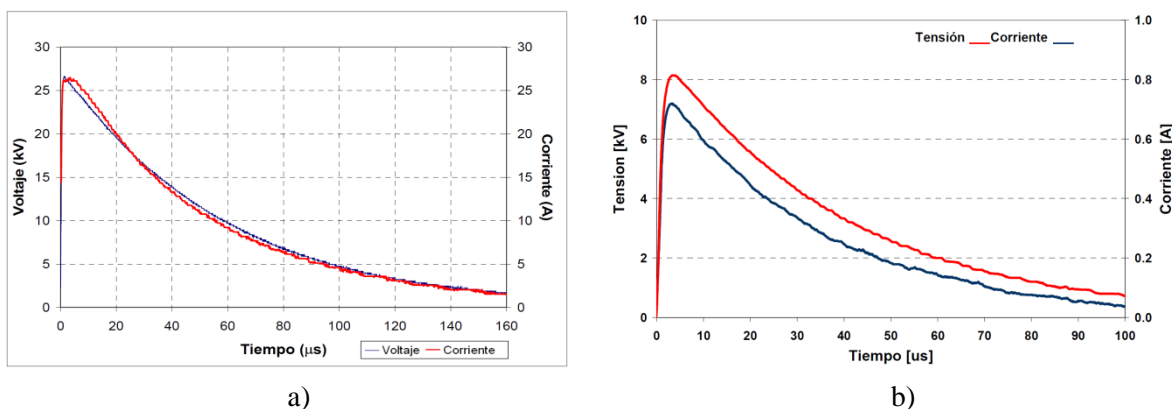 30
25
20
15
10
5
0
Voltaje (kV)
0 20 40 60 80 100 120 140 160
Tiempo (µs)
30
25
20
15
10
5
0
Corriente (A)
Voltaje Corriente
a)
10
8
6
4
2
0
Tension [kV]
Tensión Corriente
0 10 20 30 40 50 60 70 80 90 100
Tiempo [us]
1.0
0.8
0.6
0.4
0.2
0.0
Corriente [A]
b)